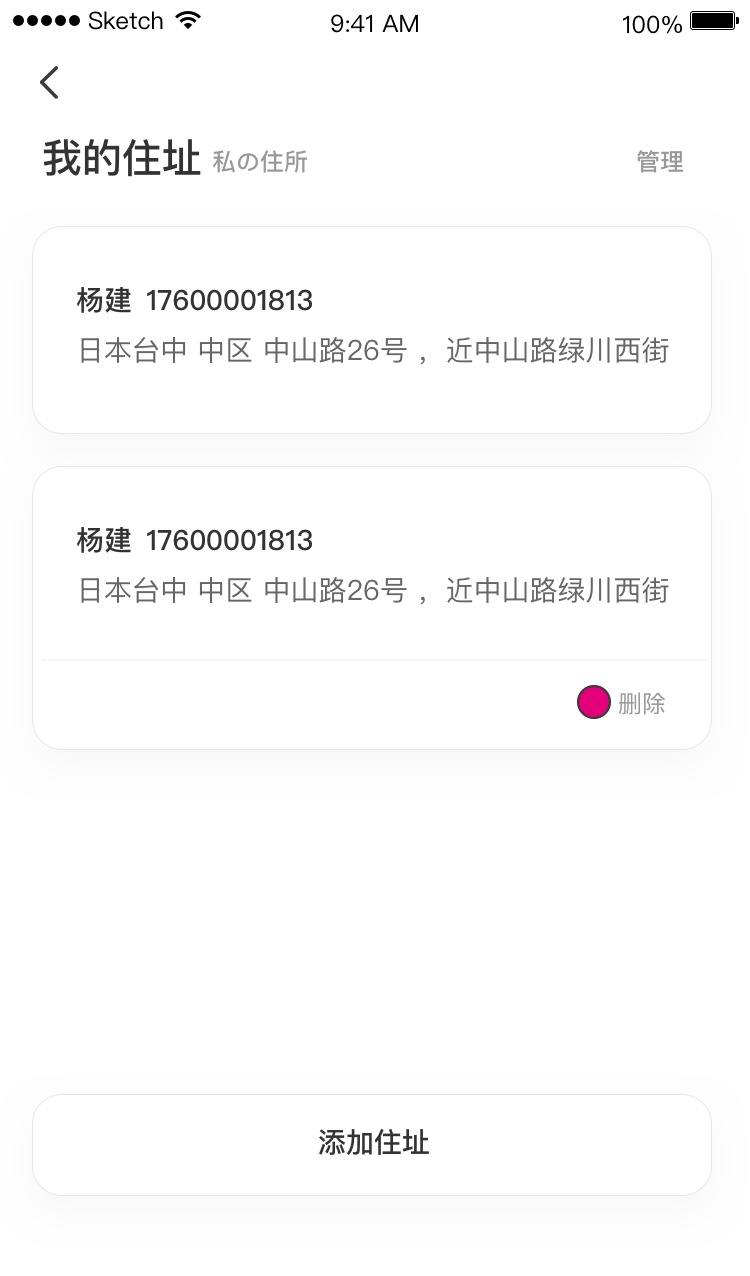 Sketch 9:41 AM 100%
我的住址 私の住所 管理
杨建 17600001813
日本台中 中区 中山路26号 ，近中山路绿川西街
杨建 17600001813
日本台中 中区 中山路26号 ，近中山路绿川西街
删除
添加住址